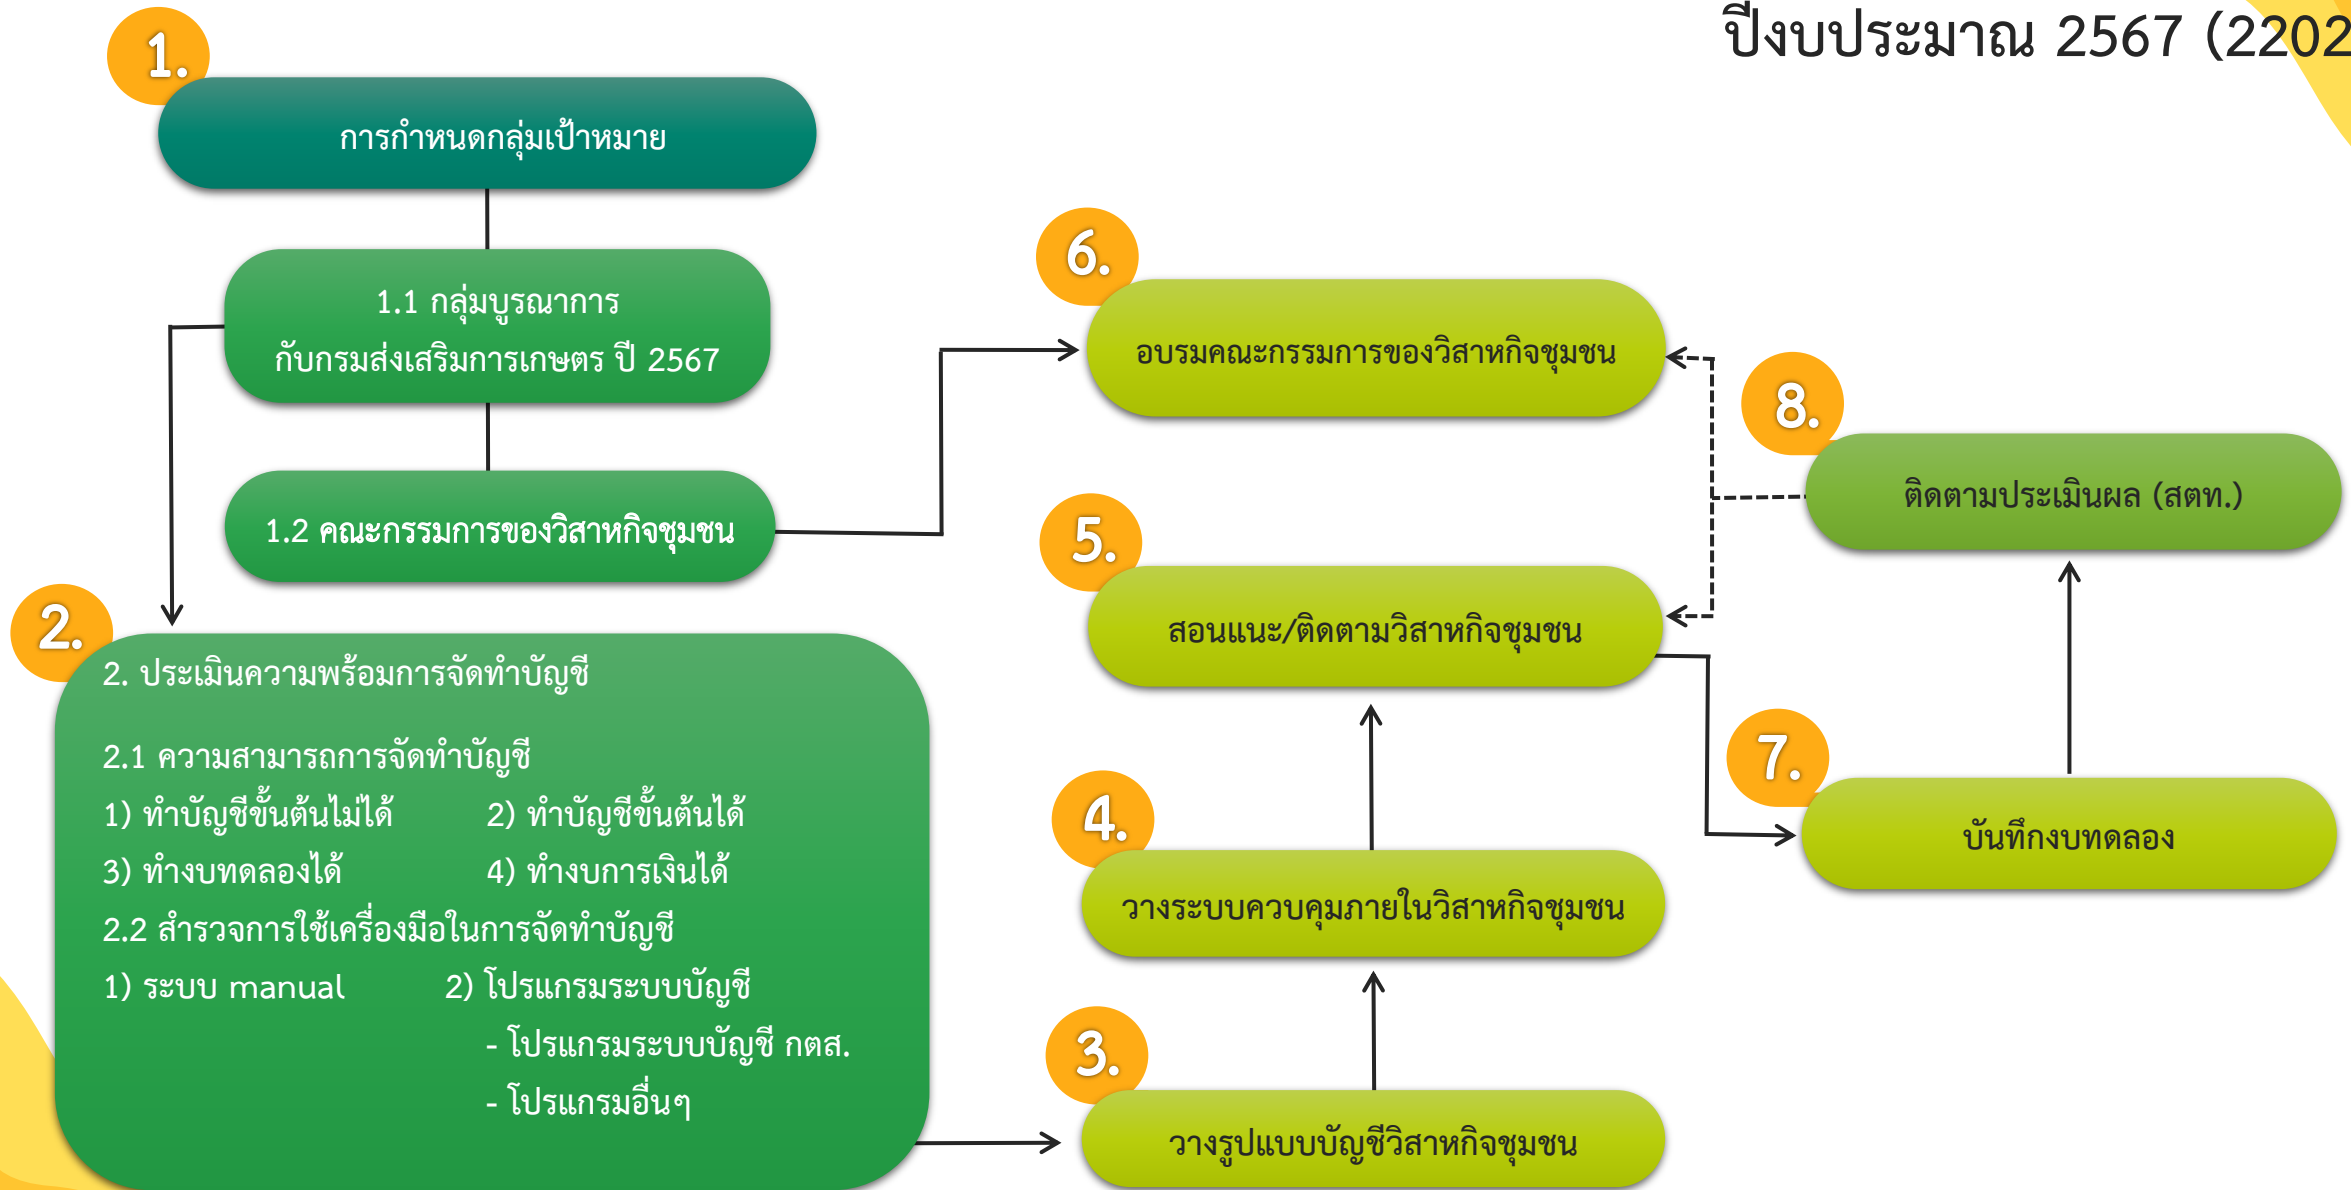 ปีงบประมาณ 2567 (2202
1.
การกำหนดกลุ่มเป้าหมาย
1.1 กลุ่มบูรณาการ
กับกรมส่งเสริมการเกษตร ปี 2567
1.2 คณะกรรมการของวิสาหกิจชุมชน
2.
2. ประเมินความพร้อมการจัดทำบัญชี
2.1 ความสามารถการจัดทำบัญชี
1) ทำบัญชีขั้นต้นไม่ได้ 2) ทำบัญชีขั้นต้นได้
3) ทำงบทดลองได้ 4) ทำงบการเงินได้
2.2 สำรวจการใช้เครื่องมือในการจัดทำบัญชี
1) ระบบ manual 2) โปรแกรมระบบบัญชี
- โปรแกรมระบบบัญชี กตส.
- โปรแกรมอื่นๆ
6.
อบรมคณะกรรมการของวิสาหกิจชุมชน
5.
สอนแนะ/ติดตามวิสาหกิจชุมชน
4.
วางระบบควบคุมภายในวิสาหกิจชุมชน
3.
วางรูปแบบบัญชีวิสาหกิจชุมชน
8.
ติดตามประเมินผล (สตท.)
7.
บันทึกงบทดลอง